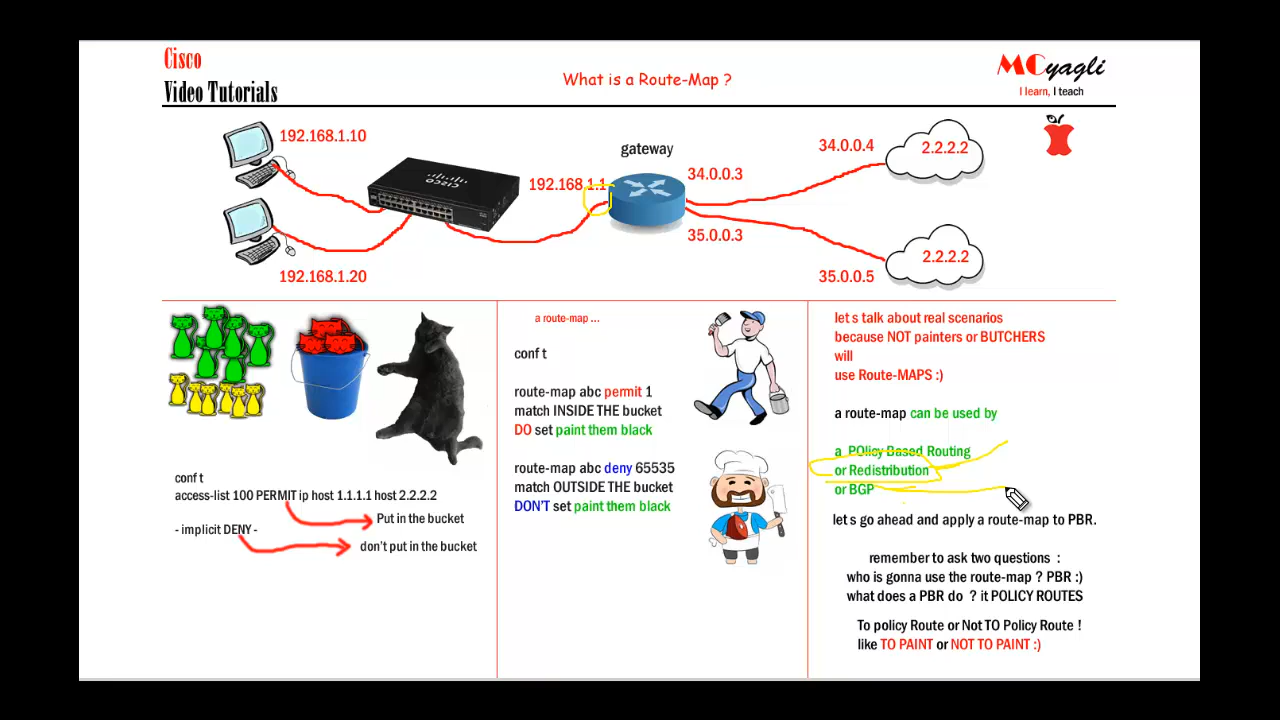 Cisco
Video Tutorials
What is a Route-Map ?
MCyagli
I learn, I teach
192.168.1.10
192.168.1.20
CISCO
192.168.1.1
gateway
34.0.0.3
35.0.0.3
34.0.0.4
2.2.2.2
35.0.0.5
2.2.2.2
conf t
access-list 100 PERMIT ip host 1.1.1.1 host 2.2.2.2
Put in the bucket
- implicit DENY -
don't put in the bucket
a route-map ...
conf t
route-map abc permit 1
match INSIDE THE bucket
DO set paint them black
route-map abc deny 65535
match OUTSIDE THE bucket
DON'T set paint them black
let s talk about real scenarios
because NOT painters or BUTCHERS
will
use Route-MAPS :)
a route-map can be used by
a POlicy Based Routing
or Redistribution
or BGP
let s go ahead and apply a route-map to PBR.
remember to ask two questions :
who is gonna use the route-map ? PBR :)
what does a PBR do ? it POLICY ROUTES
To policy Route or Not TO Policy Route !
like TO PAINT or NOT TO PAINT :)